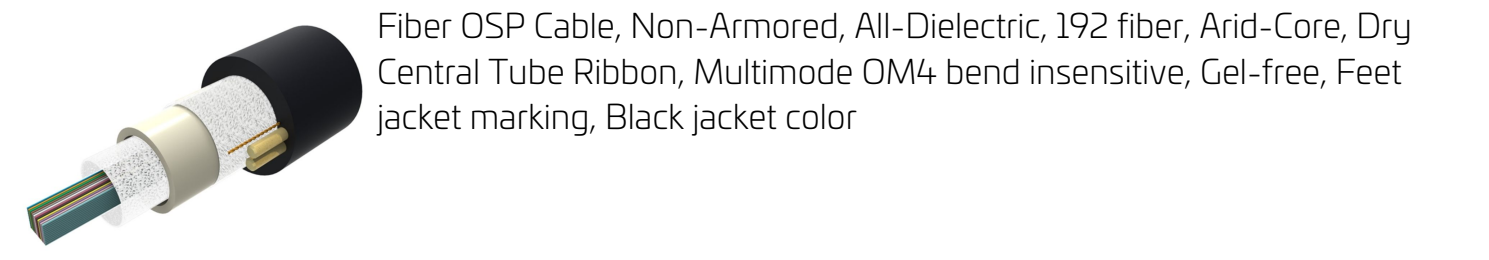 Fiber OSP Cable, Non-Armored, All-Dielectric, 192 fiber, Arid-Core, Dry
Central Tube Ribbon, Multimode OM4 bend insensitive, Gel-free, Feet
jacket marking, Black jacket color